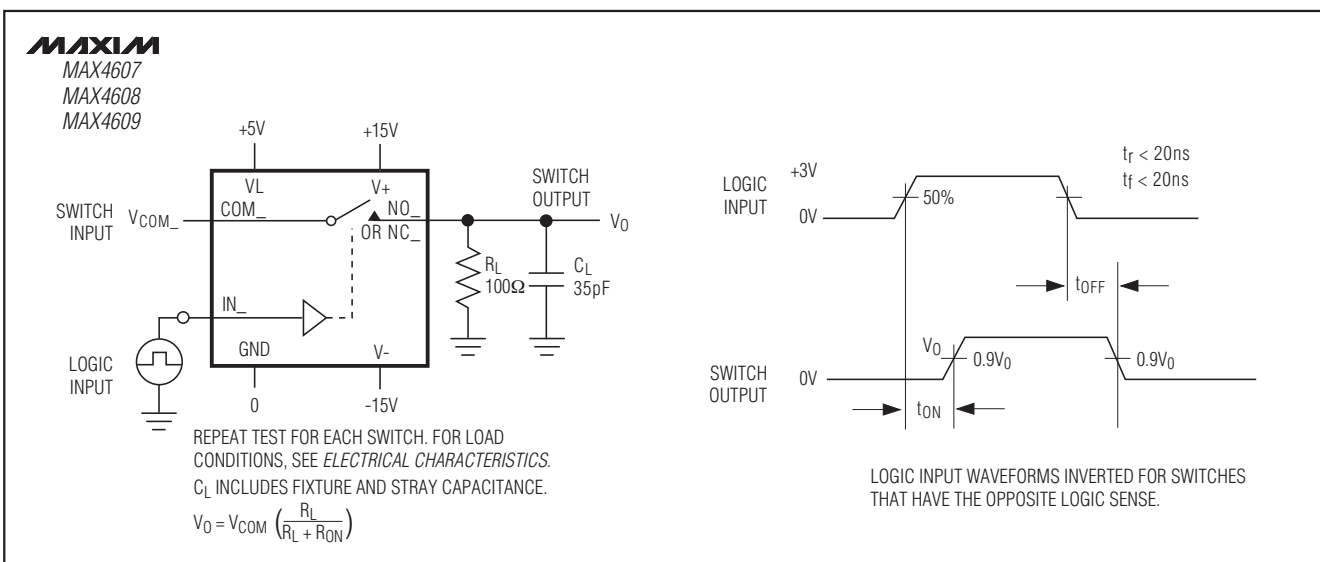 MAXIM
MAX4607
MAX4608
MAX4609
+5V
+15V
VL
V+
SWITCH
INPUT
VCOM_
COM_
NO_
OR NC_
SWITCH
OUTPUT
VO
RL
100Ω
CL
35pF
IN_
LOGIC
INPUT
GND
V-
0
-15V
REPEAT TEST FOR EACH SWITCH. FOR LOAD
CONDITIONS, SEE ELECTRICAL CHARACTERISTICS.
CL INCLUDES FIXTURE AND STRAY CAPACITANCE.
VO = VCOM (RL / RL + RON)
LOGIC
INPUT
+3V
0V
50%
tr < 20ns
tf < 20ns
tOFF
SWITCH
OUTPUT
VO
0V
0.9V0
0.9V0
tON
LOGIC INPUT WAVEFORMS INVERTED FOR SWITCHES
THAT HAVE THE OPPOSITE LOGIC SENSE.